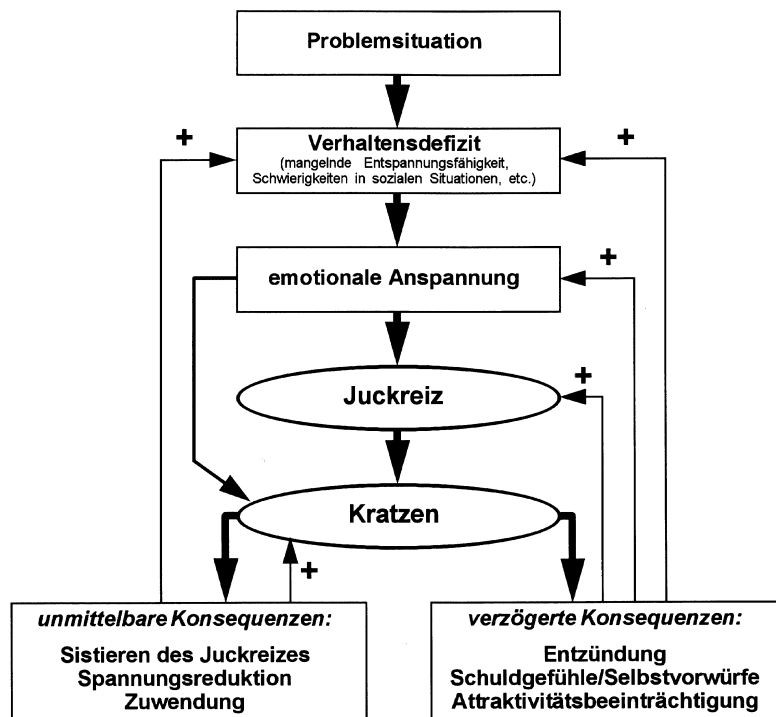 Problemsituation
+
+
Verhaltensdefizit
(mangelnde Entspannungsfähigkeit,
Schwierigkeiten in sozialen Situationen, etc.)
+
emotionale Anspannung
+
Juckreiz
Kratzen
+
unmittelbare Konsequenzen:
Sistieren des Juckreizes
Spannungsreduktion
Zuwendung
verzögerte Konsequenzen:
Entzündung
Schuldgefühle/Selbstvorwürfe
Attraktivitätsbeeinträchtigung